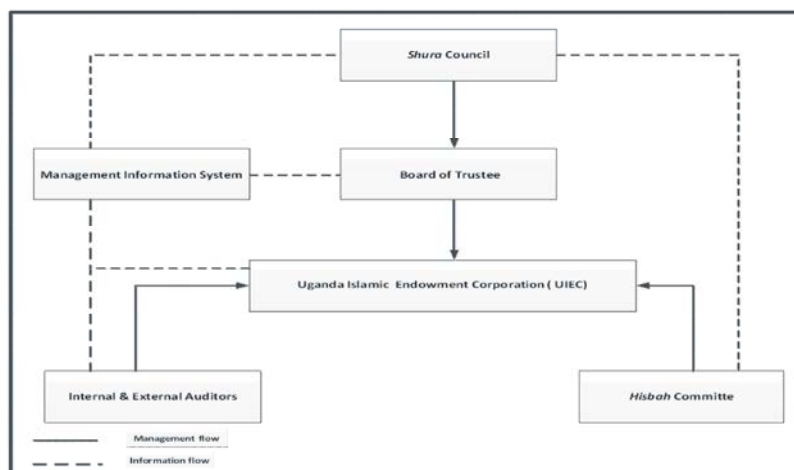 Shura Council
Management Information System
Board of Trustee
Uganda Islamic Endowment Corporation ( UIEC)
Internal & External Auditors
Hisbah Committe
Management flow
Information flow